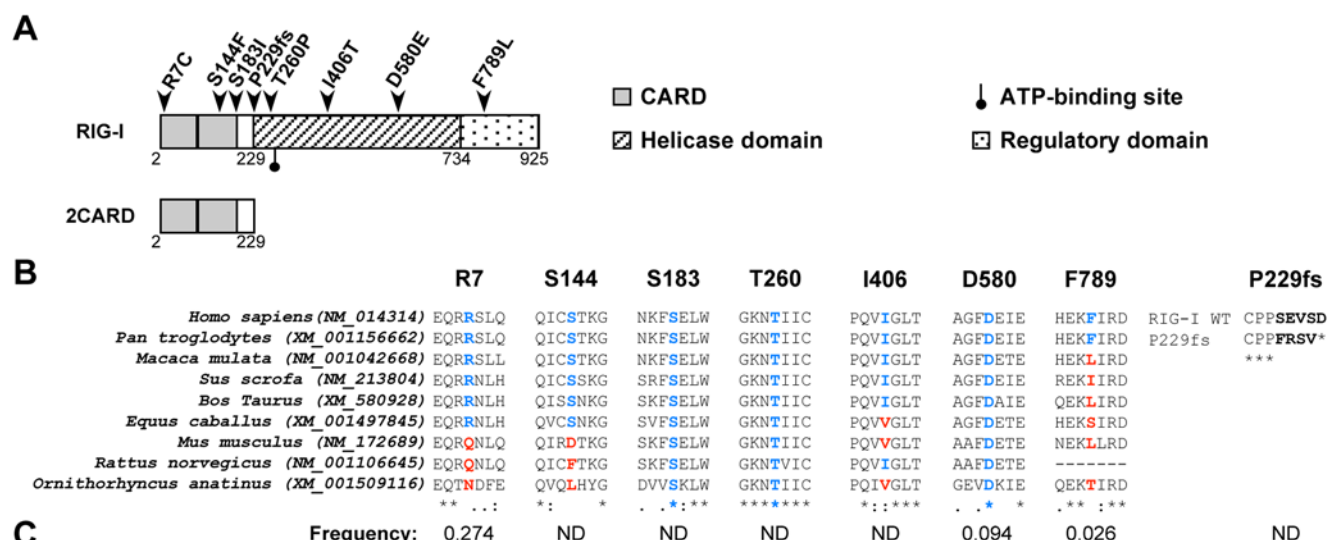 A
R7C S144F S183I P229fs T260P I406T D580E F789L
CARD ATP-binding site
RIG-I
Helicase domain Regulatory domain
2 229 734 925
2CARD
2 229
B
R7 S144 S183 T260 I406 D580 F789 P229fs
Homo sapiens(NM_014314) EQRRSLQ QICSTKG NKFSELW GKNTIIC PQVIGLT AGFDEIE HEKFIRD RIG-I WT CPPSEVSD
Pan troglodytes (XM_001156662) EQRRSLQ QICSTKG NKFSELW GKNTIIC PQVIGLT AGFDEIE HEKFIRD P229fs CPPFRSV*
Macaca mulata (NM_001042668) EQRRSLL QICSTKG NKFSELW GKNTIIC PQVIGLT AGFDEIE HEKLIRD ***
Sus scrofa (NM_213804) EQRRNLH QICSSKG SRFSELW GKNTIIC PQVIGLT AGFDEIE REKIIRD
Bos Taurus (XM_580928) EQRRNLH QISSNKG SRFSELW GKNTIIC PQVIGLT AGFDAIE QEKLIRD
Equus caballus (XM_001497845) EQRRNLH QVCSNKG SVFSELW GKNTIIC PQVVGLT AGFDEIE HEKSIRD
Mus musculus (NM_172689) EQRQNLQ QIRDTKG SKFSELW GKNTIIC PQVVGLT AAFDETE NEKLLRD
Rattus norvegicus (NM_001106645) EQRQNLQ QICFTKG SKFSELW GKNTVIC PQVIGLT AAFDETE -------
Ornithorhyncus anatinus (XM_001509116) EQTNDFE QVQLHYG DVVSKLW GKNTIIC PQIVGLT GEVDKIE QEKTIRD
** ..: *: * . .* ** ****:** **::*** . .* *
C
Frequency: 0.274 ND ND ND ND 0.094 0.026 ND